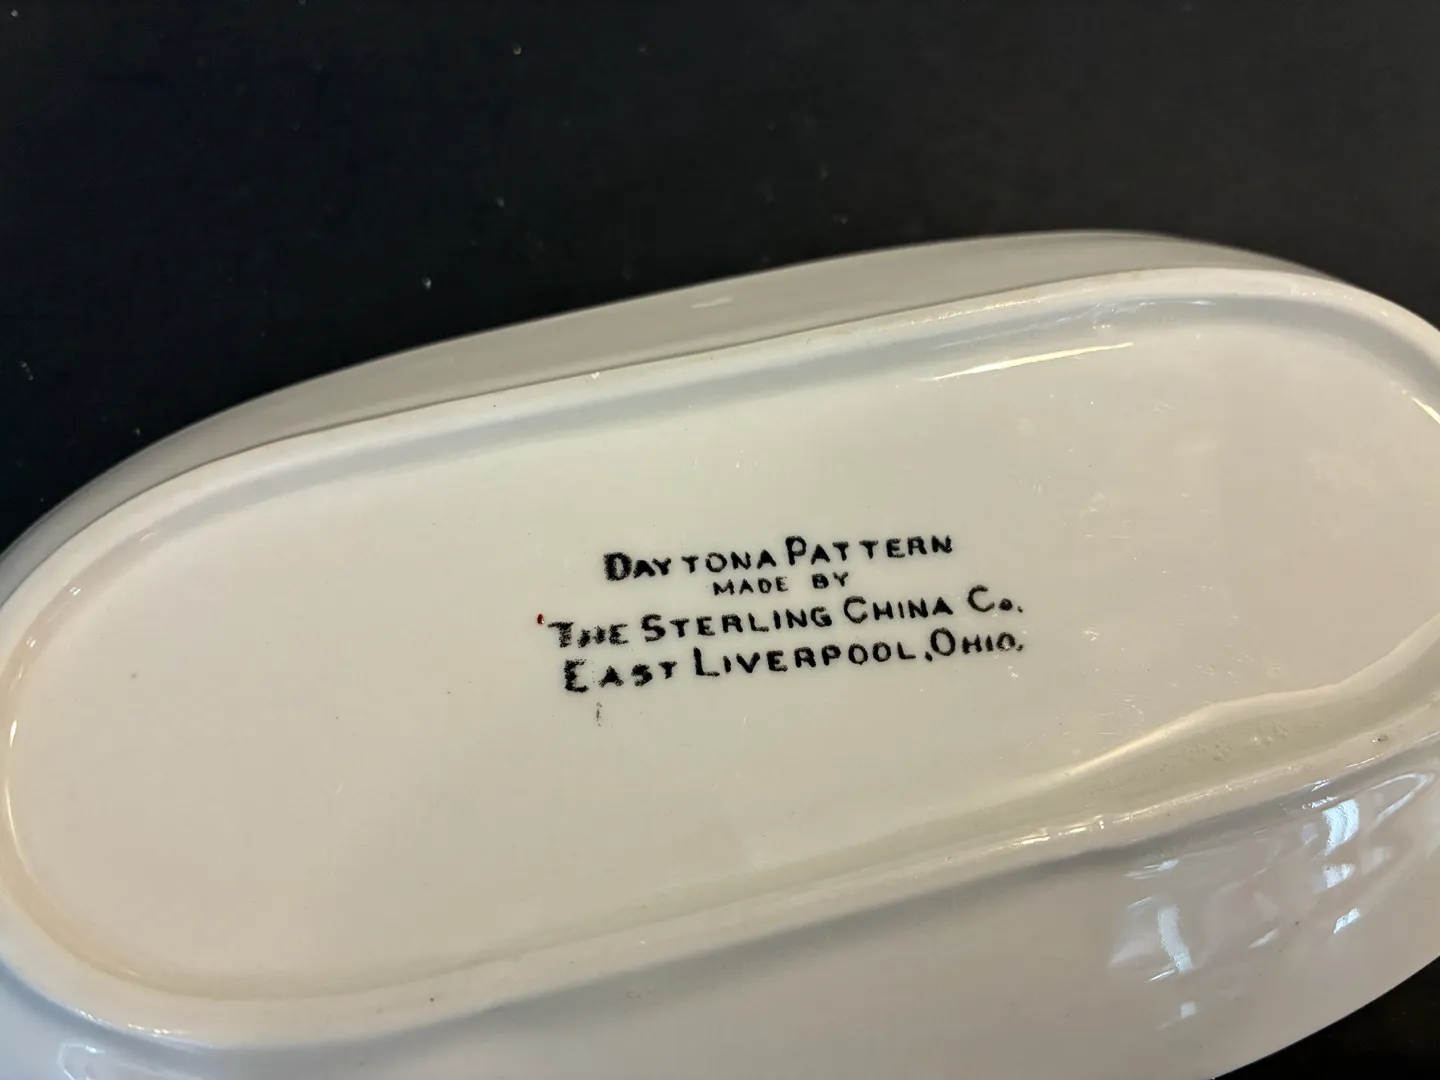 DAYTONA PATTERN
MADE BY
THE STERLING CHINA CO.
EAST LIVERPOOL, OHIO.